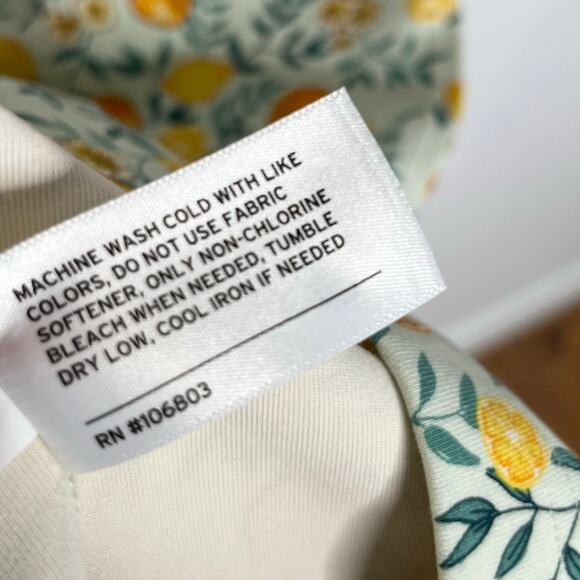 MACHINE WASH COLD WITH LIKE
COLORS, DO NOT USE FABRIC
SOFTENER, ONLY NON-CHLORINE
BLEACH WHEN NEEDED, TUMBLE
DRY LOW, COOL IRON IF NEEDED
RN #106803